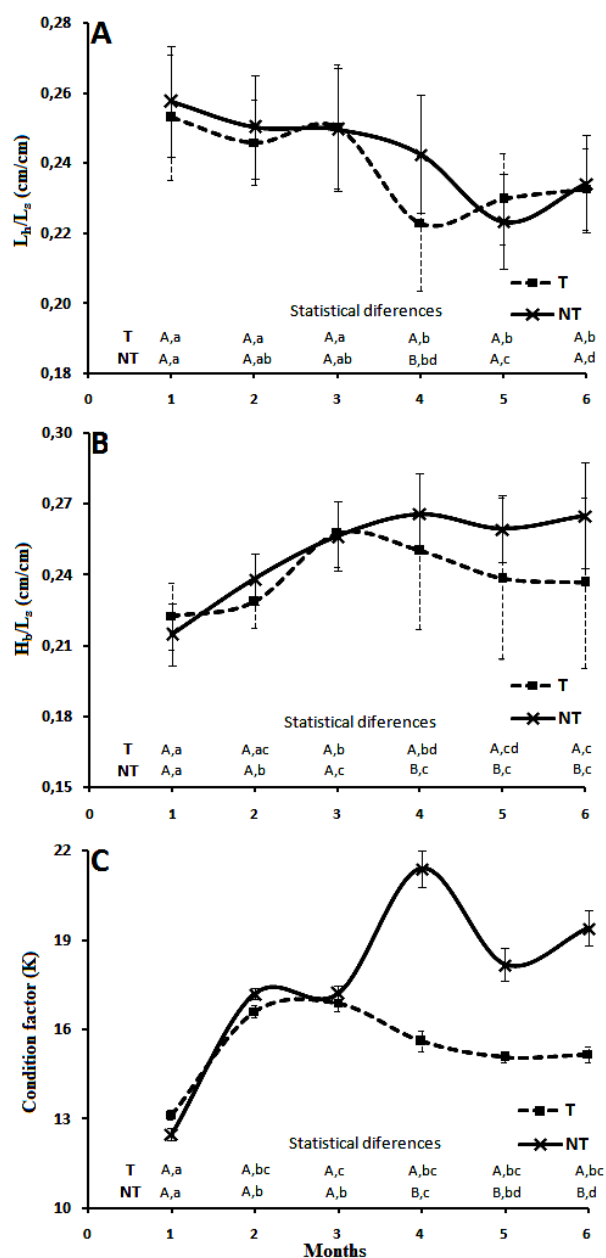 A
0,28
0,26
0,24
0,22
0,20
0,18
Lh/Ls (cm/cm)
T
NT
Statistical diferences
T A,a A,a A,a A,b A,b A,b
NT A,a A,ab A,ab B,bd A,c A,d
0 1 2 3 4 5 6
B
0,30
0,27
0,24
0,21
0,18
0,15
Hb/Ls (cm/cm)
T
NT
Statistical diferences
T A,a A,ac A,b A,bd A,cd A,c
NT A,a A,b A,c B,c B,c B,c
0 1 2 3 4 5 6
C
22
19
16
13
10
Condition factor (K)
T
NT
Statistical diferences
T A,a A,bc A,c A,bc A,bc A,bc
NT A,a A,b A,b B,c B,bd B,d
0 1 2 3 4 5 6
Months